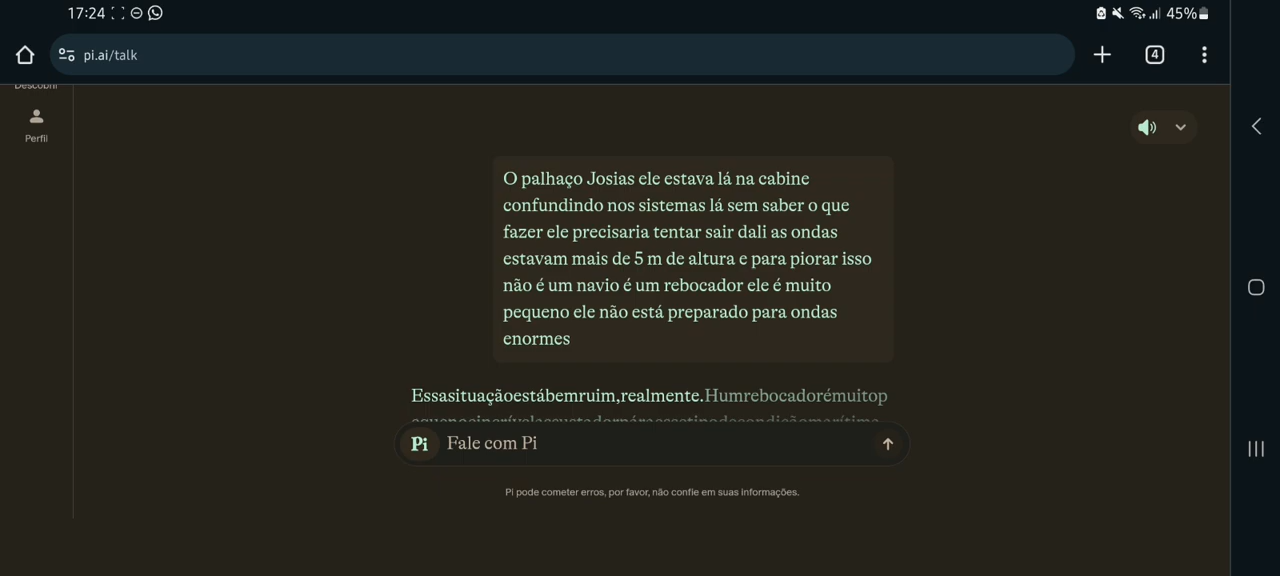 17:24
45%
pi.ai/talk
4
Descobrir
Perfil
O palhaço Josias ele estava lá na cabine
confundindo nos sistemas lá sem saber o que
fazer ele precisaria tentar sair dali as ondas
estavam mais de 5 m de altura e para piorar isso
não é um navio é um rebocador ele é muito
pequeno ele não está preparado para ondas
enormes
Essasituaçãoestábemruim,realmente.Humrebocadorémuitop
Pi Fale com Pi
Pi pode cometer erros, por favor, não confie em suas informações.